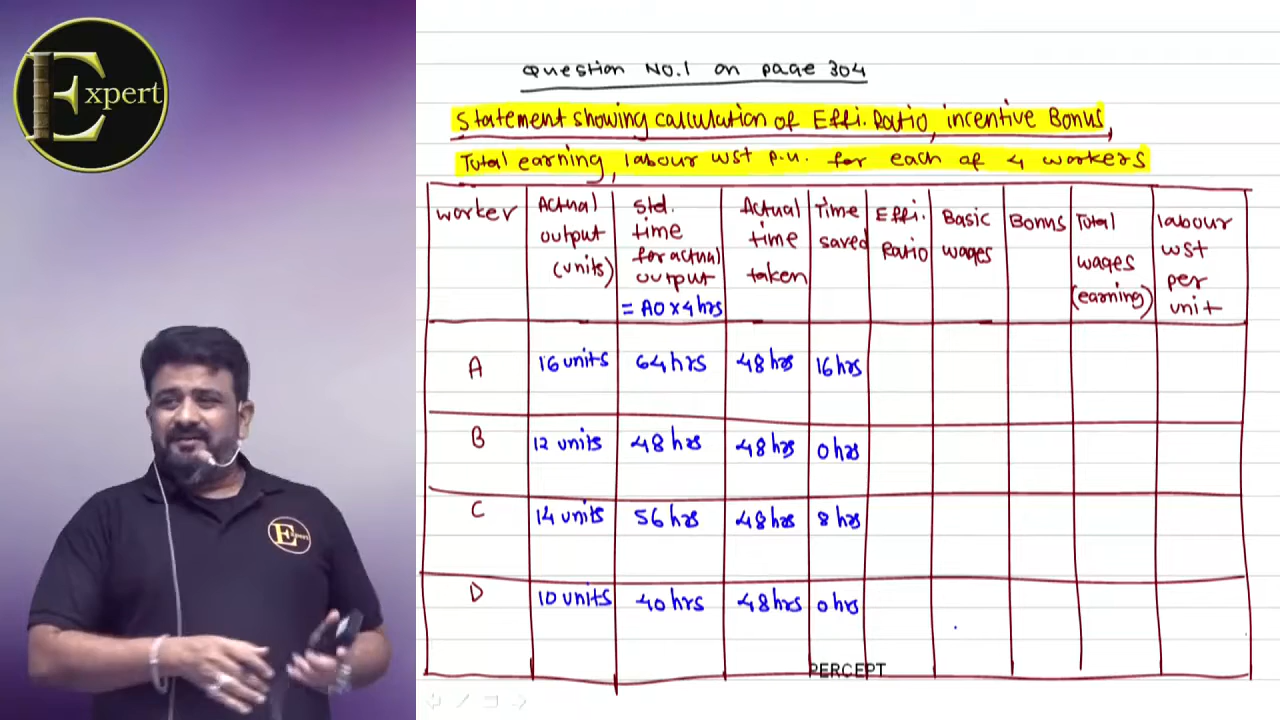 Expert
Question No.1 on page 304
Statement showing calculation of Effi. Ratio, incentive Bonus,
Total earning, labour cost p.u. for each of 4 workers
worker
Actual
output
(units)
Std.
time
for actual
output
= AO x 4 hrs
Actual
time
taken
Time
saved
Effi.
Ratio
Basic
wages
Bonus
Total
wages
(earning)
labour
cost
per
unit
A 16 units 64 hrs 48 hrs 16 hrs
B 12 units 48 hrs 48 hrs 0 hrs
C 14 units 56 hrs 48 hrs 8 hrs
D 10 units 40 hrs 48 hrs 0 hrs
Expert
PERCEPT